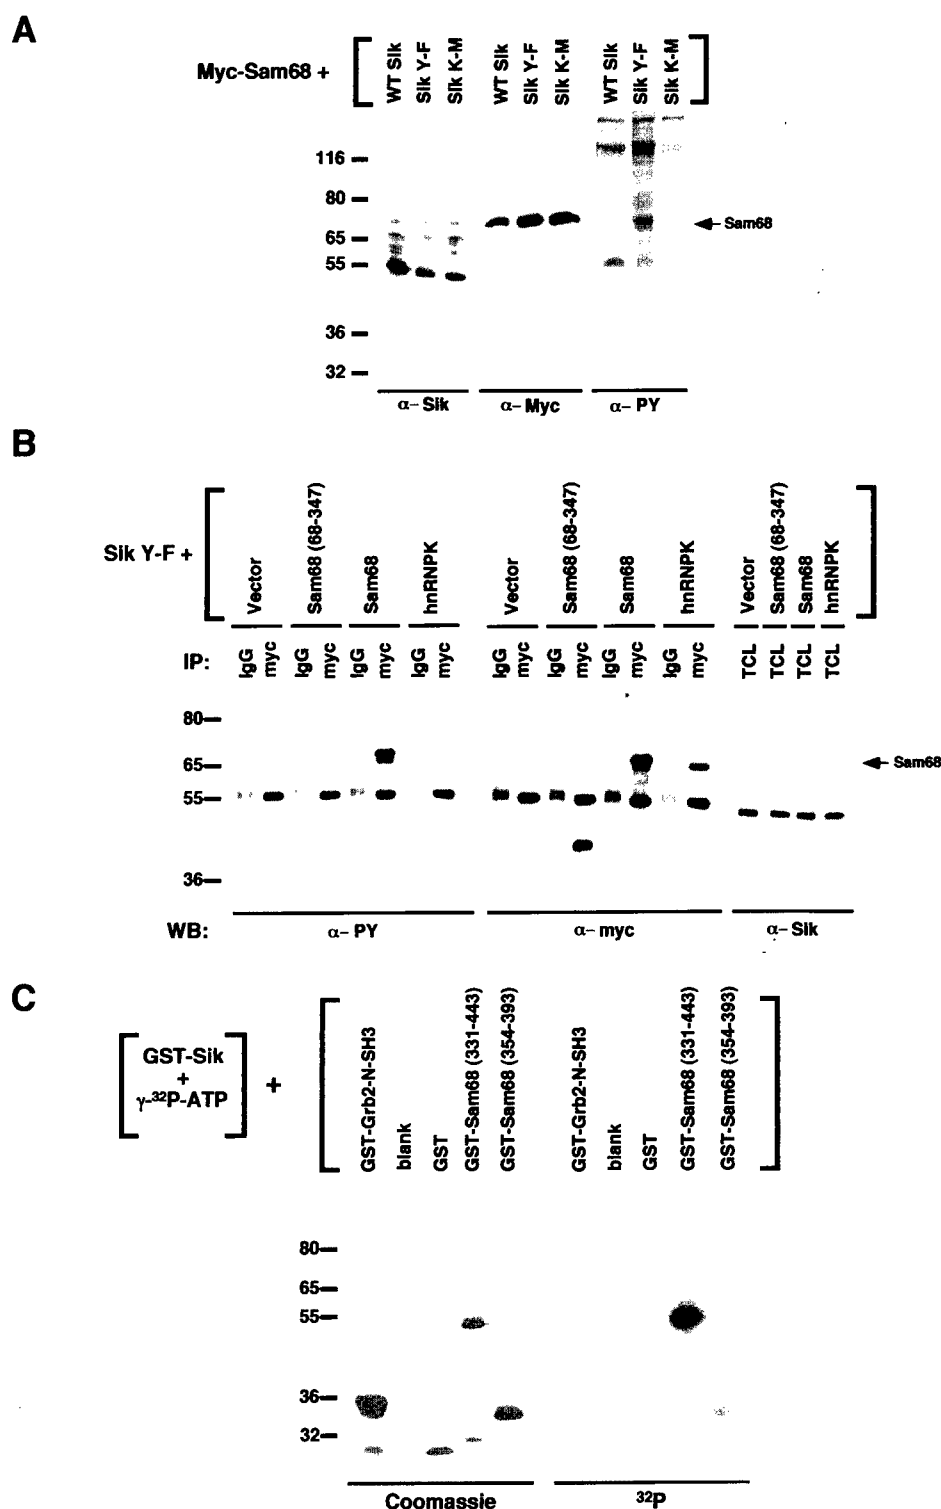 A
Myc-Sam68 +
WT Sik
Sik Y-F
Sik K-M
WT Sik
Sik Y-F
Sik K-M
WT Sik
Sik Y-F
Sik K-M
116
80
65
55
36
32
Sam68
α- Sik
α- Myc
α- PY
B
Sik Y-F +
Vector
Sam68 (68-347)
Sam68
hnRNPK
Vector
Sam68 (68-347)
Sam68
hnRNPK
Vector
Sam68 (68-347)
Sam68
hnRNPK
IP:
IgG
myc
IgG
myc
IgG
myc
IgG
myc
IgG
myc
IgG
myc
IgG
myc
IgG
myc
TCL
TCL
TCL
TCL
80
65
55
36
Sam68
WB:
α- PY
α- myc
α- Sik
C
GST-Sik
+
γ-³²P-ATP
+
GST-Grb2-N-SH3
blank
GST
GST-Sam68 (331-443)
GST-Sam68 (354-393)
GST-Grb2-N-SH3
blank
GST
GST-Sam68 (331-443)
GST-Sam68 (354-393)
80
65
55
36
32
Coomassie
³²P